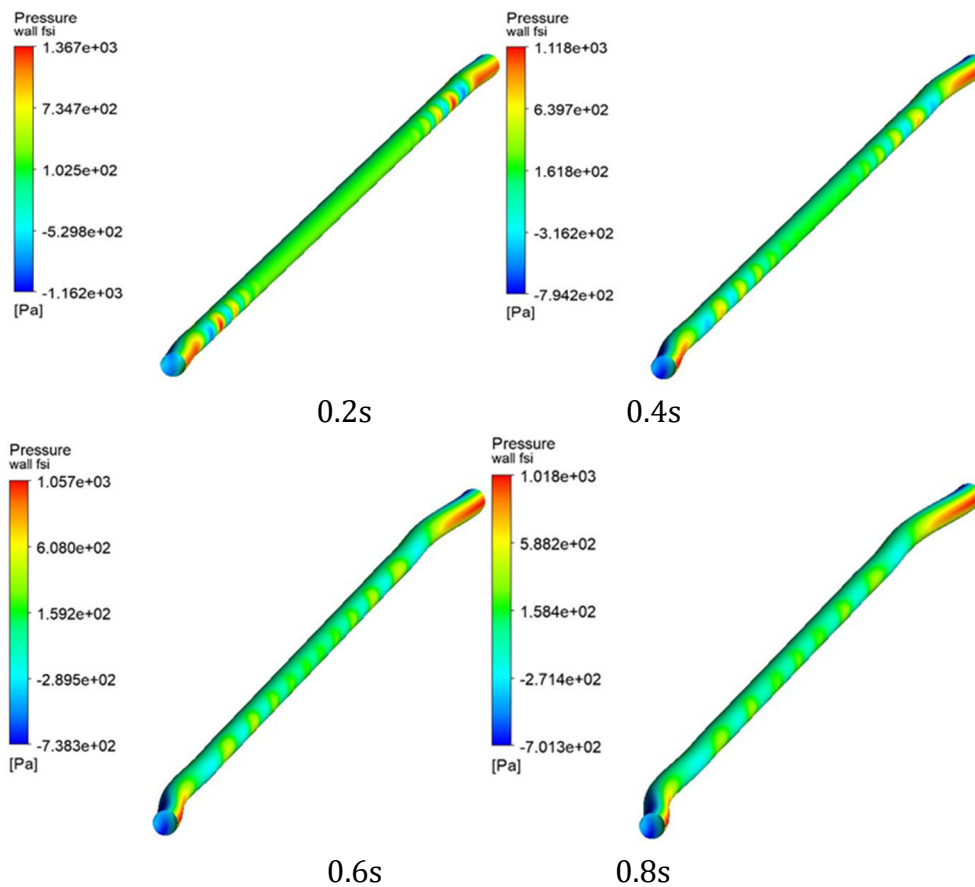 Pressure
wall fsi
1.367e+03
7.347e+02
1.025e+02
-5.298e+02
-1.162e+03
[Pa]
0.2s
Pressure
wall fsi
1.118e+03
6.397e+02
1.618e+02
-3.162e+02
-7.942e+02
[Pa]
0.4s
Pressure
wall fsi
1.057e+03
6.080e+02
1.592e+02
-2.895e+02
-7.383e+02
[Pa]
0.6s
Pressure
wall fsi
1.018e+03
5.882e+02
1.584e+02
-2.714e+02
-7.013e+02
[Pa]
0.8s